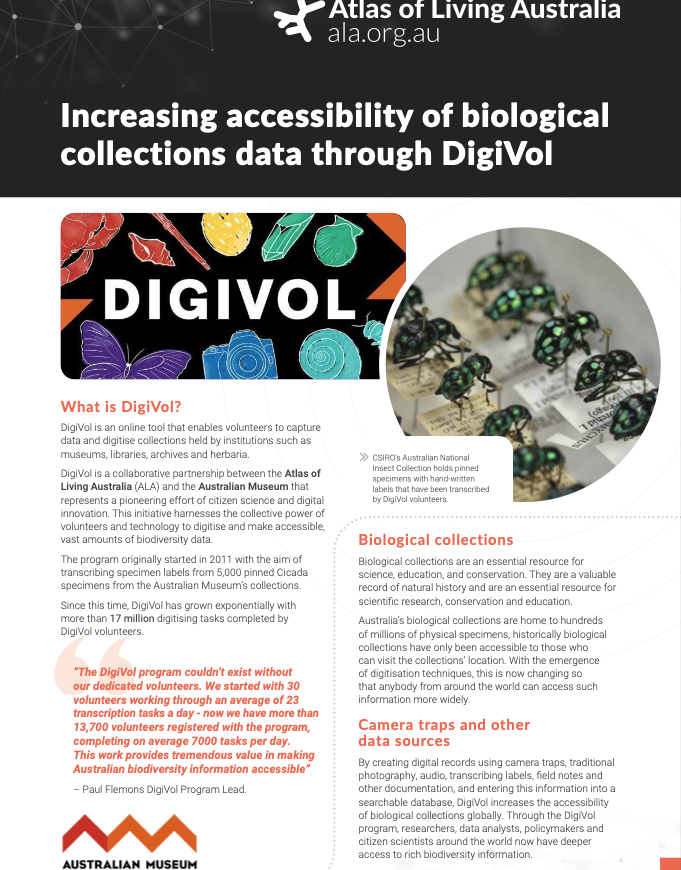 Atlas of Living Australia
ala.org.au
Increasing accessibility of biological
collections data through DigiVol
DIGIVOL
What is DigiVol?
DigiVol is an online tool that enables volunteers to capture
data and digitise collections held by institutions such as
museums, libraries, archives and herbaria.
DigiVol is a collaborative partnership between the Atlas of
Living Australia (ALA) and the Australian Museum that
represents a pioneering effort of citizen science and digital
innovation. This initiative harnesses the collective power of
volunteers and technology to digitise and make accessible,
vast amounts of biodiversity data.
The program originally started in 2011 with the aim of
transcribing specimen labels from 5,000 pinned Cicada
specimens from the Australian Museum's collections.
Since this time, DigiVol has grown exponentially with
more than 17 million digitising tasks completed by
DigiVol volunteers.
"The DigiVol program couldn't exist without
our dedicated volunteers. We started with 30
volunteers working through an average of 23
transcription tasks a day - now we have more than
13,700 volunteers registered with the program,
completing on average 7000 tasks per day.
This work provides tremendous value in making
Australian biodiversity information accessible"
– Paul Flemons DigiVol Program Lead.
AUSTRALIAN MUSEUM
CSIRO's Australian National
Insect Collection holds pinned
specimens with hand-written
labels that have been transcribed
by DigiVol volunteers.
Biological collections
Biological collections are an essential resource for
science, education, and conservation. They are a valuable
record of natural history and are an essential resource for
scientific research, conservation and education.
Australia's biological collections are home to hundreds
of millions of physical specimens, historically biological
collections have only been accessible to those who
can visit the collections' location. With the emergence
of digitisation techniques, this is now changing so
that anybody from around the world can access such
information more widely.
Camera traps and other
data sources
By creating digital records using camera traps, traditional
photography, audio, transcribing labels, field notes and
other documentation, and entering this information into a
searchable database, DigiVol increases the accessibility
of biological collections globally. Through the DigiVol
program, researchers, data analysts, policymakers and
citizen scientists around the world now have deeper
access to rich biodiversity information.